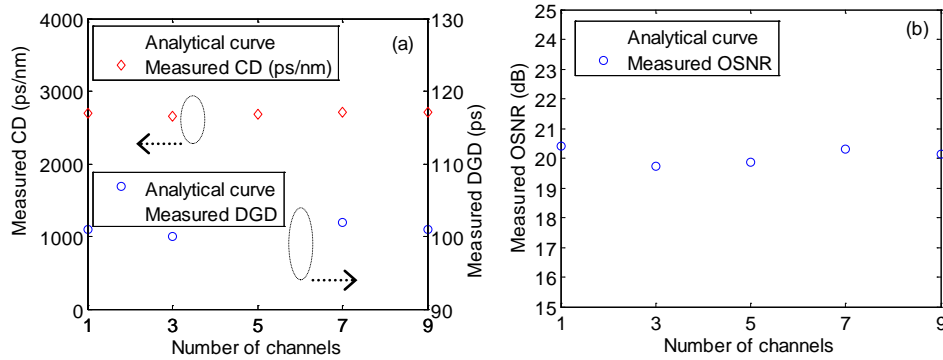 4000
3000
2000
1000
0
Measured CD (ps/nm)
Analytical curve
Measured CD (ps/nm)
(a)
Analytical curve
Measured DGD
130
120
110
100
90
Measured DGD (ps)
1 3 5 7 9
Number of channels
25
24
23
22
21
20
19
18
17
16
15
Measured OSNR (dB)
Analytical curve
Measured OSNR
(b)
1 3 5 7 9
Number of channels